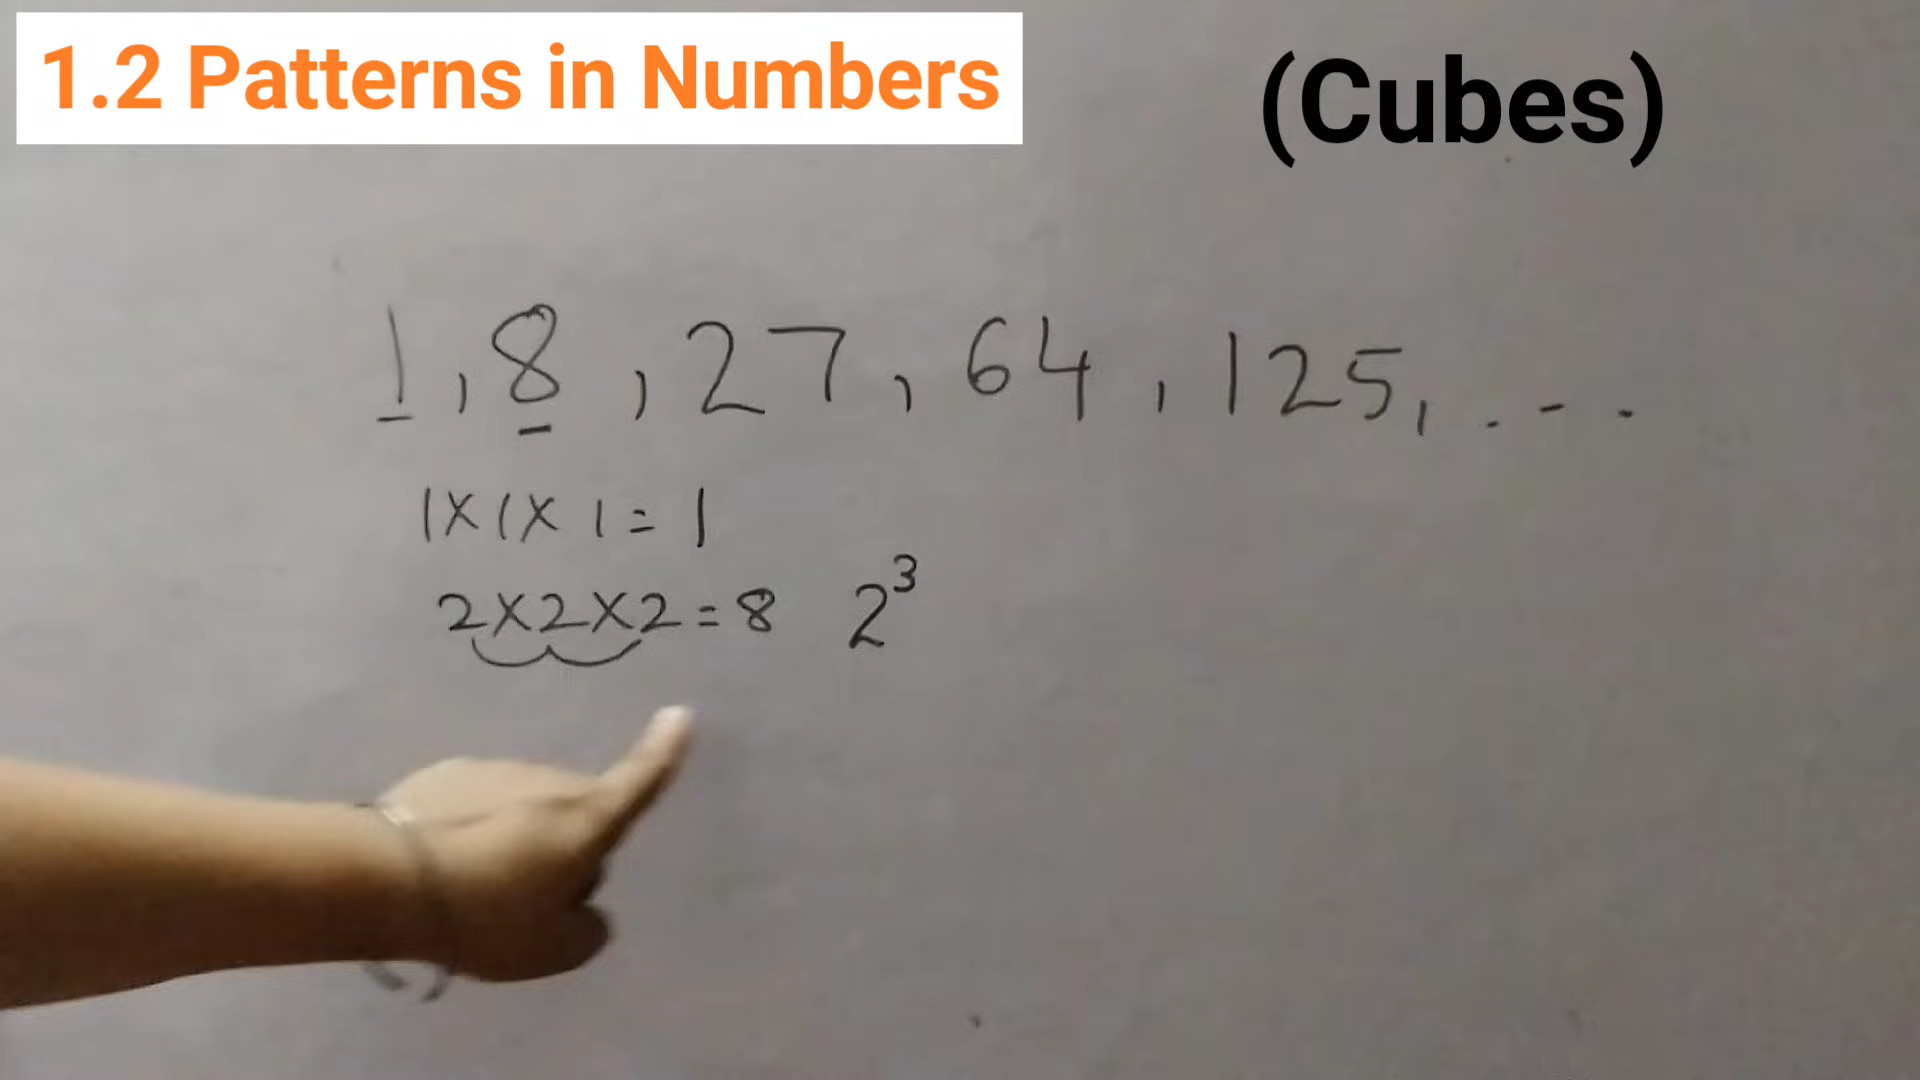 1.2 Patterns in Numbers (Cubes)
1, 8, 27, 64, 125, ...
1×1×1=1
2×2×2=8 2³